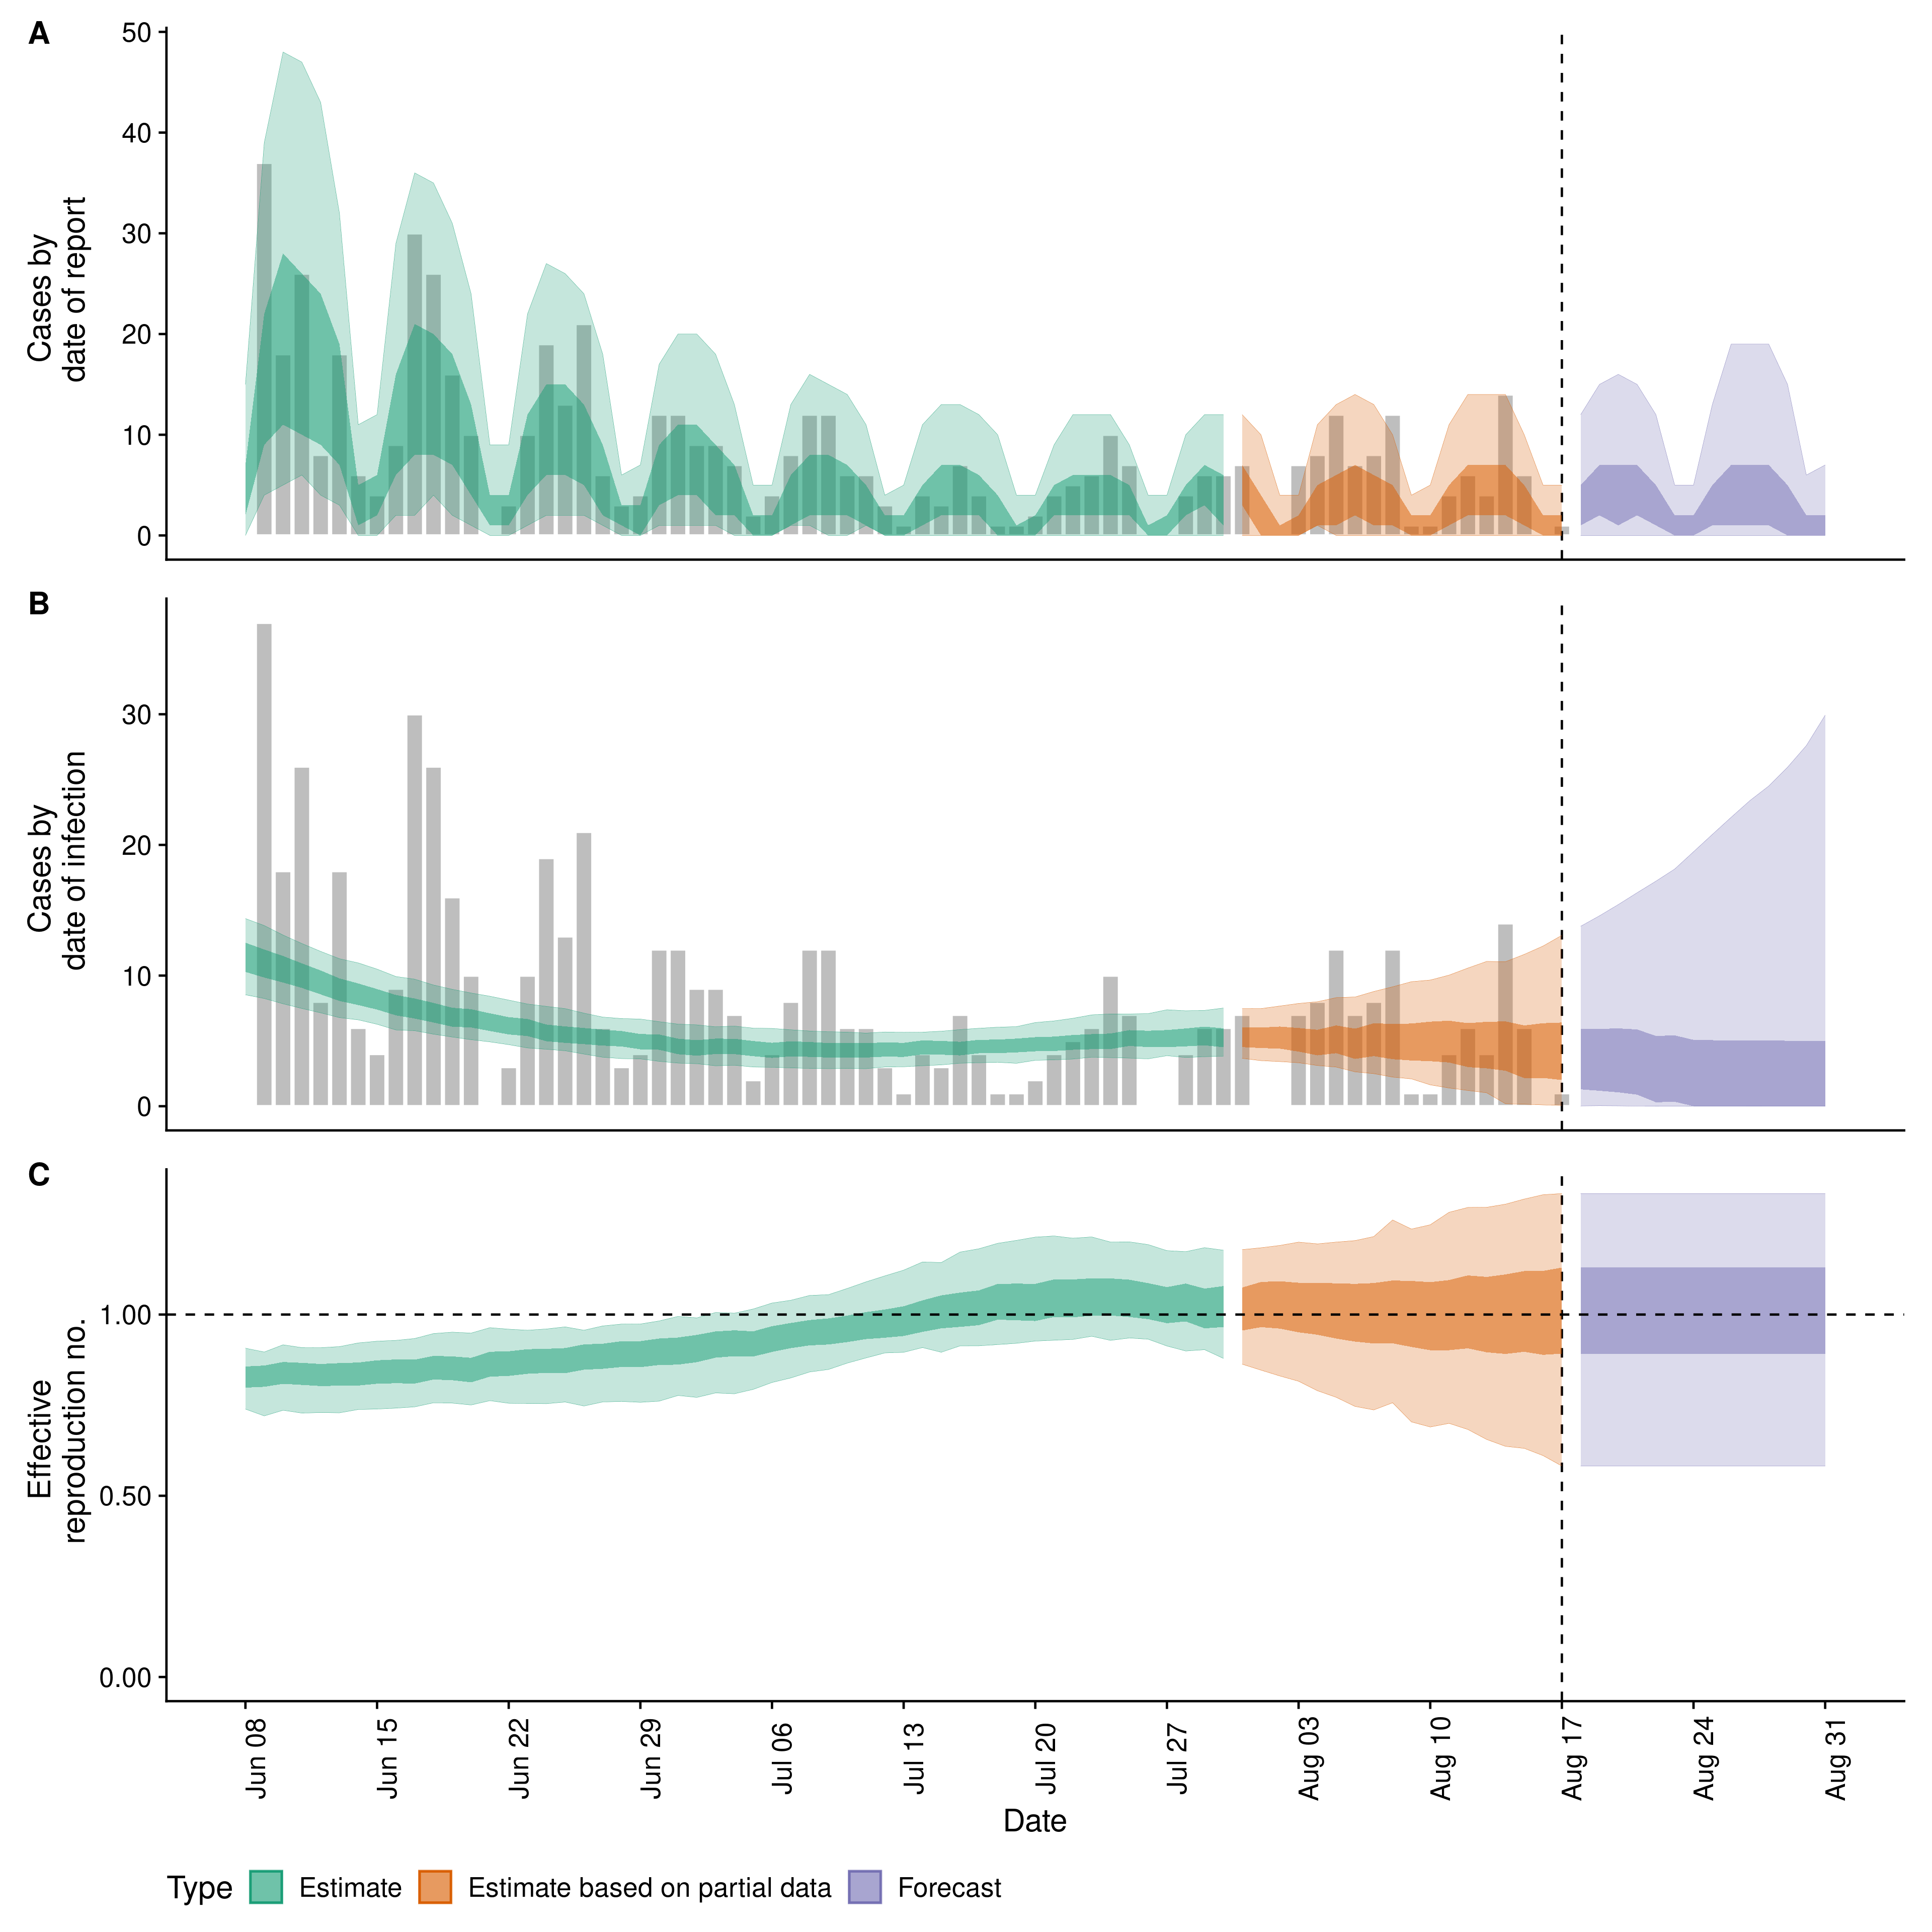 A
Cases by
date of report
50
40
30
20
10
0
B
Cases by
date of infection
30
20
10
0
C
Effective
reproduction no.
1.00
0.50
0.00
Jun 08
Jun 15
Jun 22
Jun 29
Jul 06
Jul 13
Jul 20
Jul 27
Aug 03
Aug 10
Aug 17
Aug 24
Aug 31
Date
Type Estimate Estimate based on partial data Forecast